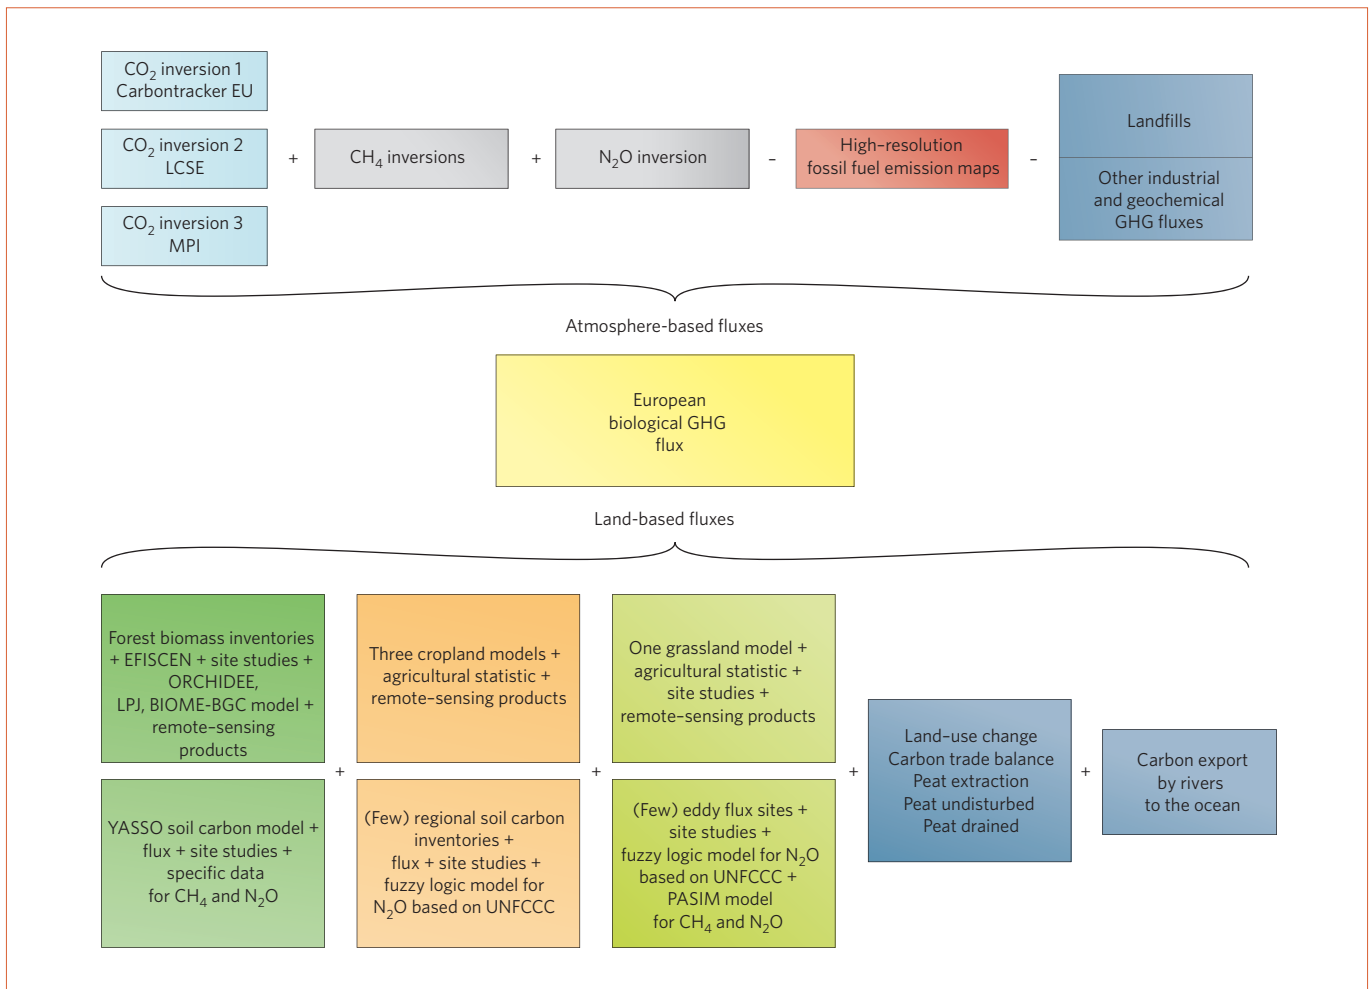 CO₂ inversion 1
Carbontracker EU
CO₂ inversion 2
LCSE
CO₂ inversion 3
MPI
+
CH₄ inversions
+
N₂O inversion
–
High–resolution
fossil fuel emission maps
–
Landfills
Other industrial
and geochemical
GHG fluxes
Atmosphere-based fluxes
European
biological GHG
flux
Land-based fluxes
Forest biomass inventories
+ EFISCEN + site studies +
ORCHIDEE,
LPJ, BIOME-BGC model +
remote–sensing
products
YASSO soil carbon model +
flux + site studies +
specific data
for CH₄ and N₂O
+
Three cropland models +
agricultural statistic +
remote–sensing products
(Few) regional soil carbon
inventories +
flux + site studies +
fuzzy logic model for
N₂O based on UNFCCC
+
One grassland model +
agricultural statistic +
site studies +
remote–sensing products
(Few) eddy flux sites +
site studies +
fuzzy logic model for N₂O
based on UNFCCC +
PASIM model
for CH₄ and N₂O
+
Land–use change
Carbon trade balance
Peat extraction
Peat undisturbed
Peat drained
+
Carbon export
by rivers
to the ocean